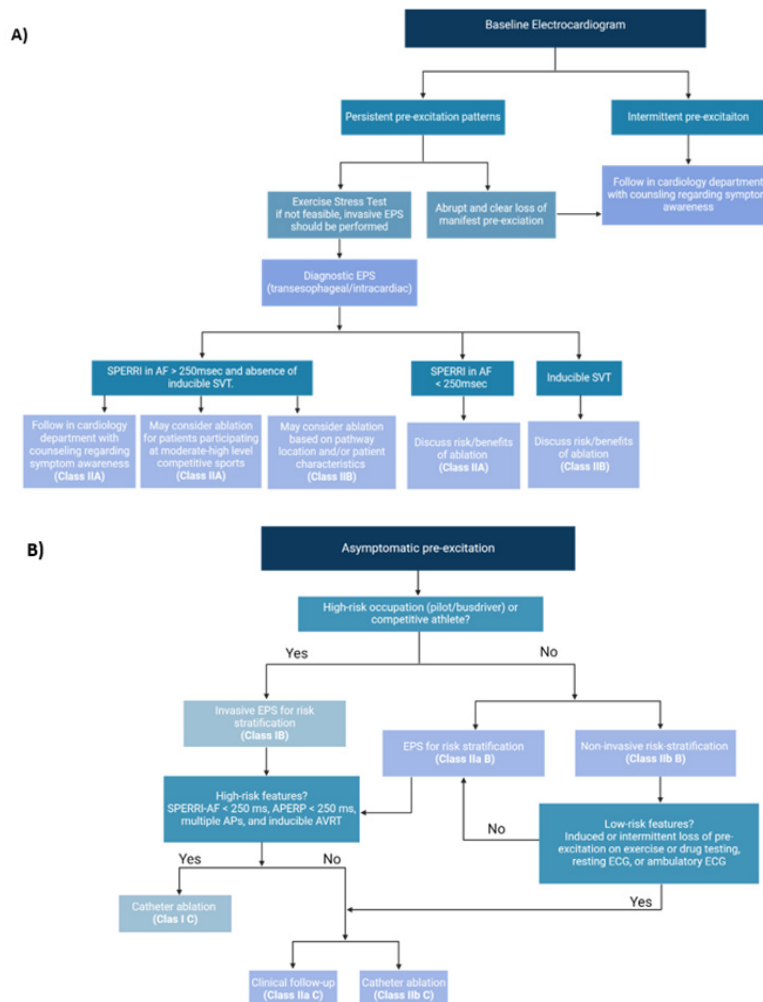 A)
Baseline Electrocardiogram
Persistent pre-excitation patterns
Intermittent pre-excitaiton
Exercise Stress Test
if not feasible, invasive EPS
should be performed
Abrupt and clear loss of
manifest pre-exciation
Follow in cardiology department
with counsling regarding symptom
awareness
Diagnostic EPS
(transesophageal/intracardiac)
SPERRI in AF > 250msec and absence of
inducible SVT.
SPERRI in AF
< 250msec
Inducible SVT
Follow in cardiology
department with
counseling regarding
symptom awareness
(Class IIA)
May consider ablation
for patients participating
at moderate-high level
competitive sports
(Class IIA)
May consider ablation
based on pathway
location and/or patient
characteristics
(Class IIB)
Discuss risk/benefits
of ablation
(Class IIA)
Discuss risk/benefits
of ablation
(Class IIB)
B)
Asymptomatic pre-excitation
High-risk occupation (pilot/busdriver) or
competitive athlete?
Yes
No
Invasive EPS for risk
stratification
(Class IB)
EPS for risk stratification
(Class IIa B)
Non-invasive risk-stratification
(Class IIb B)
High-risk features?
SPERRI-AF < 250 ms, APERP < 250 ms,
multiple APs, and inducible AVRT
No
Low-risk features?
Induced or intermittent loss of pre-
excitation on exercise or drug testing,
resting ECG, or ambulatory ECG
Yes
No
Yes
Catheter ablation
(Clas I C)
Clinical follow-up
(Class IIa C)
Catheter ablation
(Class IIb C)